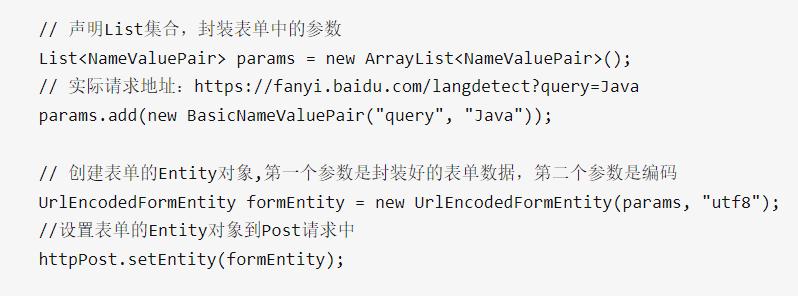 // 声明List集合，封装表单中的参数
List<NameValuePair> params = new ArrayList<NameValuePair>();
// 实际请求地址：https://fanyi.baidu.com/langdetect?query=Java
params.add(new BasicNameValuePair("query", "Java"));
// 创建表单的Entity对象,第一个参数是封装好的表单数据，第二个参数是编码
UrlEncodedFormEntity formEntity = new UrlEncodedFormEntity(params, "utf8");
//设置表单的Entity对象到Post请求中
httpPost.setEntity(formEntity);